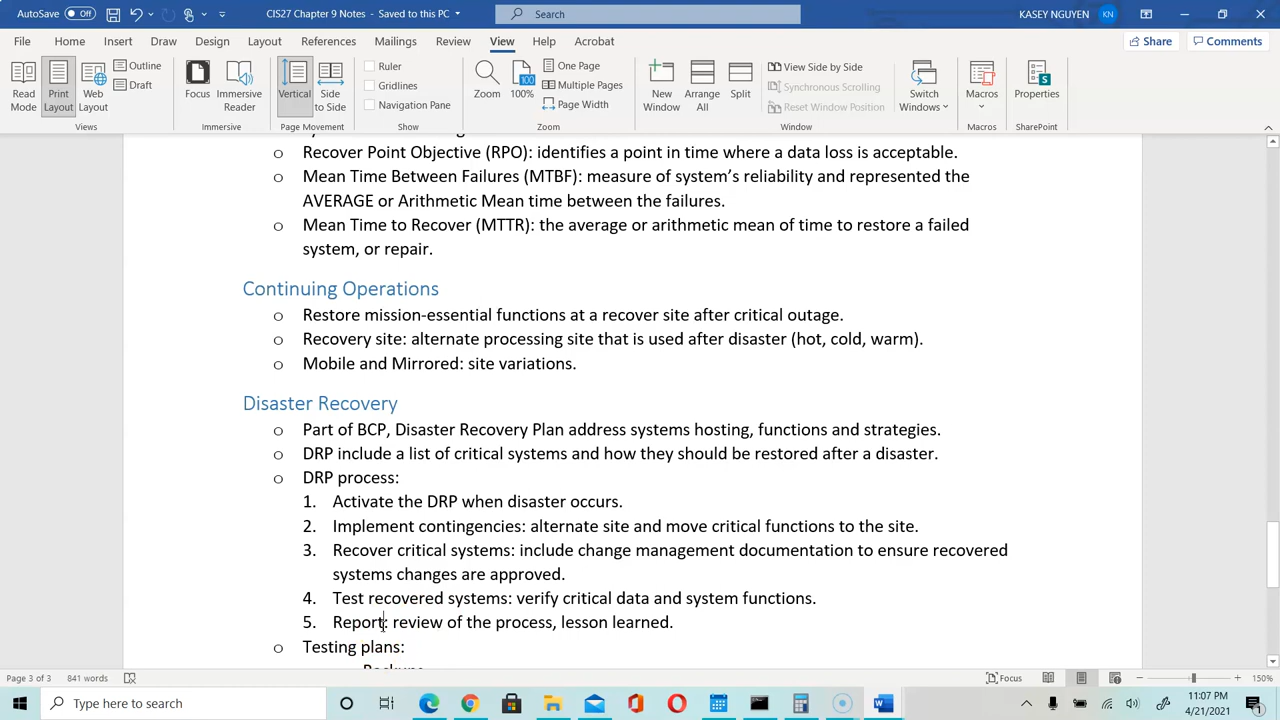 AutoSave Off CIS27 Chapter 9 Notes Search KASEY NGUYEN KN
File Home Insert Draw Design Layout References Mailings Review View Help Acrobat Share Comments
Read Mode Print Layout Web Layout Outline Draft Focus Immersive Reader Vertical Side to Side Ruler Gridlines Navigation Pane Zoom 100 100% One Page Multiple Pages Page Width New Window Arrange All Split View Side by Side Synchronous Scrolling Reset Window Position Switch Windows Macros Properties
Views Immersive Page Movement Show Zoom Window Macros SharePoint
o Recover Point Objective (RPO): identifies a point in time where a data loss is acceptable.
o Mean Time Between Failures (MTBF): measure of system’s reliability and represented the
AVERAGE or Arithmetic Mean time between the failures.
o Mean Time to Recover (MTTR): the average or arithmetic mean of time to restore a failed
system, or repair.
Continuing Operations
o Restore mission-essential functions at a recover site after critical outage.
o Recovery site: alternate processing site that is used after disaster (hot, cold, warm).
o Mobile and Mirrored: site variations.
Disaster Recovery
o Part of BCP, Disaster Recovery Plan address systems hosting, functions and strategies.
o DRP include a list of critical systems and how they should be restored after a disaster.
o DRP process:
1. Activate the DRP when disaster occurs.
2. Implement contingencies: alternate site and move critical functions to the site.
3. Recover critical systems: include change management documentation to ensure recovered
systems changes are approved.
4. Test recovered systems: verify critical data and system functions.
5. Report: review of the process, lesson learned.
o Testing plans:
Page 3 of 3 841 words Focus 150%
Type here to search 11:07 PM
4/21/2021